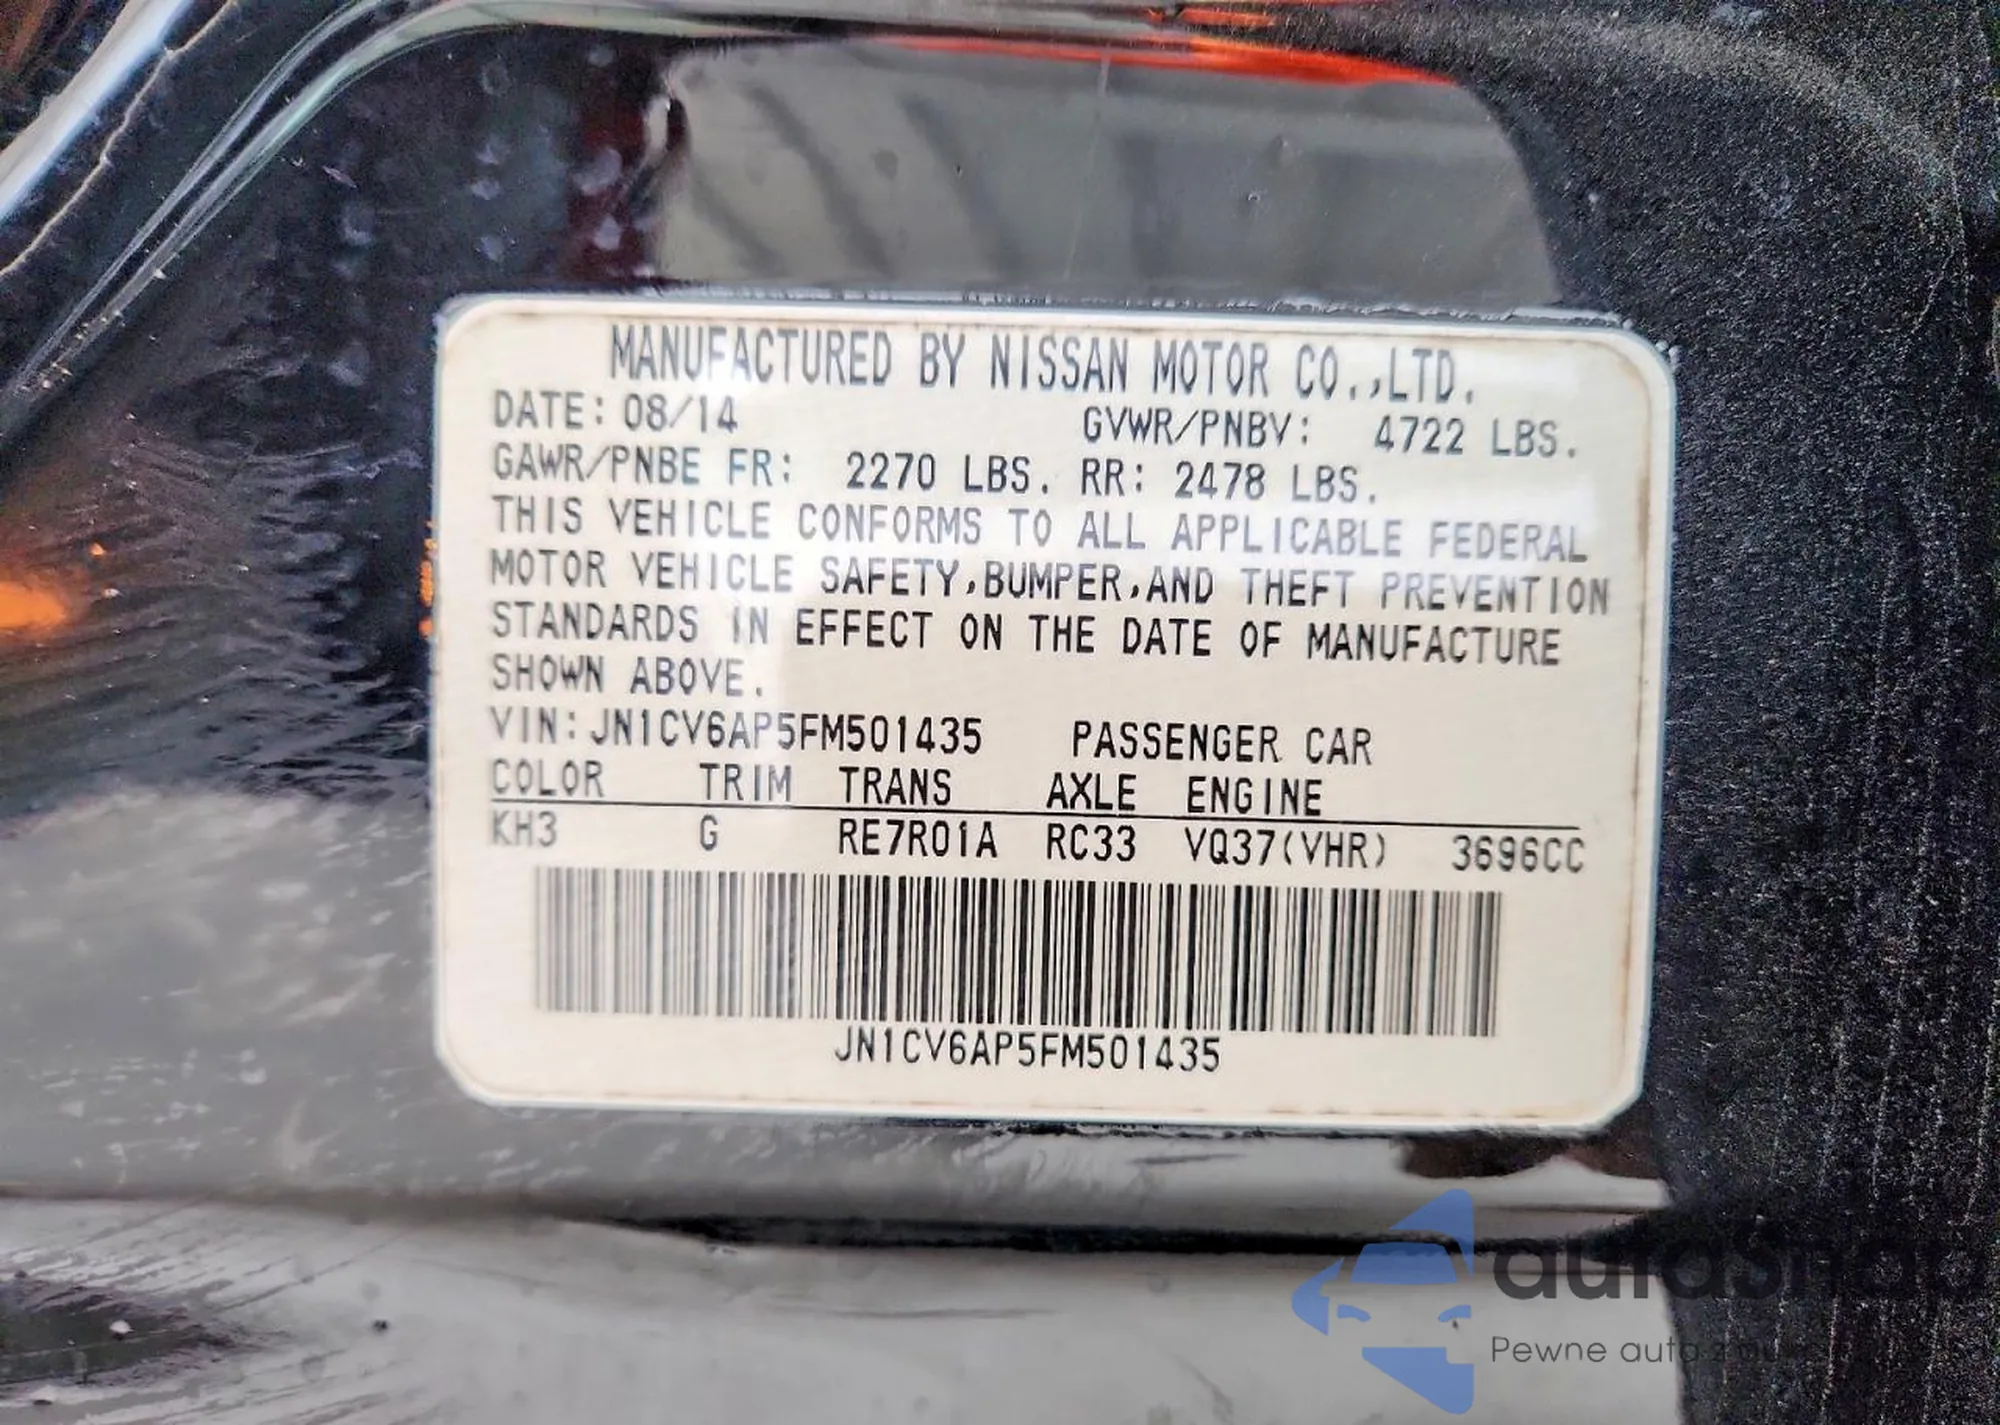 MANUFACTURED BY NISSAN MOTOR CO.,LTD.
DATE: 08/14 GVWR/PNBV: 4722 LBS.
GAWR/PNBE FR: 2270 LBS. RR: 2478 LBS.
THIS VEHICLE CONFORMS TO ALL APPLICABLE FEDERAL
MOTOR VEHICLE SAFETY,BUMPER,AND THEFT PREVENTION
STANDARDS IN EFFECT ON THE DATE OF MANUFACTURE
SHOWN ABOVE.
VIN:JN1CV6AP5FM501435 PASSENGER CAR
COLOR TRIM TRANS AXLE ENGINE
KH3 G RE7R01A RC33 VQ37(VHR) 3696CC
JN1CV6AP5FM501435
autaSnap
Pewne auto z